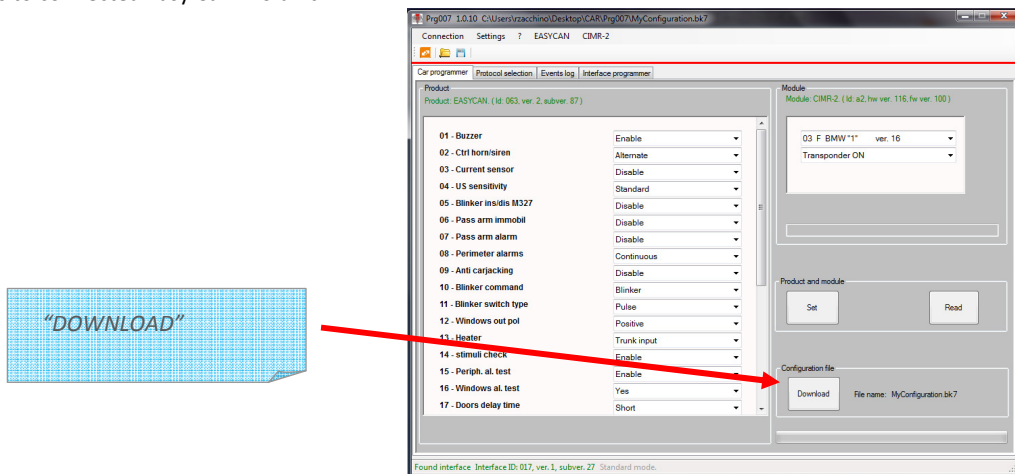 Prg007 1.0.10 C:\Users\rzacchino\Desktop\CAR\Prg007\MyConfiguration.bk7
Connection Settings ? EASYCAN CIMR-2
Car programmer Protocol selection Events log Interface programmer
Product
Product: EASYCAN. ( Id: 063, ver. 2, subver. 87 )
01 - Buzzer Enable
02 - Ctrl horn/siren Alternate
03 - Current sensor Disable
04 - US sensitivity Standard
05 - Blinker ins/dis M327 Disable
06 - Pass arm immobil Disable
07 - Pass arm alarm Disable
08 - Perimeter alarms Continuous
09 - Anti carjacking Disable
10 - Blinker command Blinker
11 - Blinker switch type Pulse
12 - Windows out pol Positive
13 - Heater Trunk input
14 - stimuli check Enable
15 - Periph. al. test Enable
16 - Windows al. test Yes
17 - Doors delay time Short
Module
Module: CIMR-2 ( Id: a2, hw ver. 116, fw ver. 100 )
03 F BMW "1" ver. 16
Transponder ON
Product and module
Set Read
Configuration file
Download File name: MyConfiguration.bk7
"DOWNLOAD"
Found interface Interface ID: 017, ver. 1, subver. 27 Standard mode.